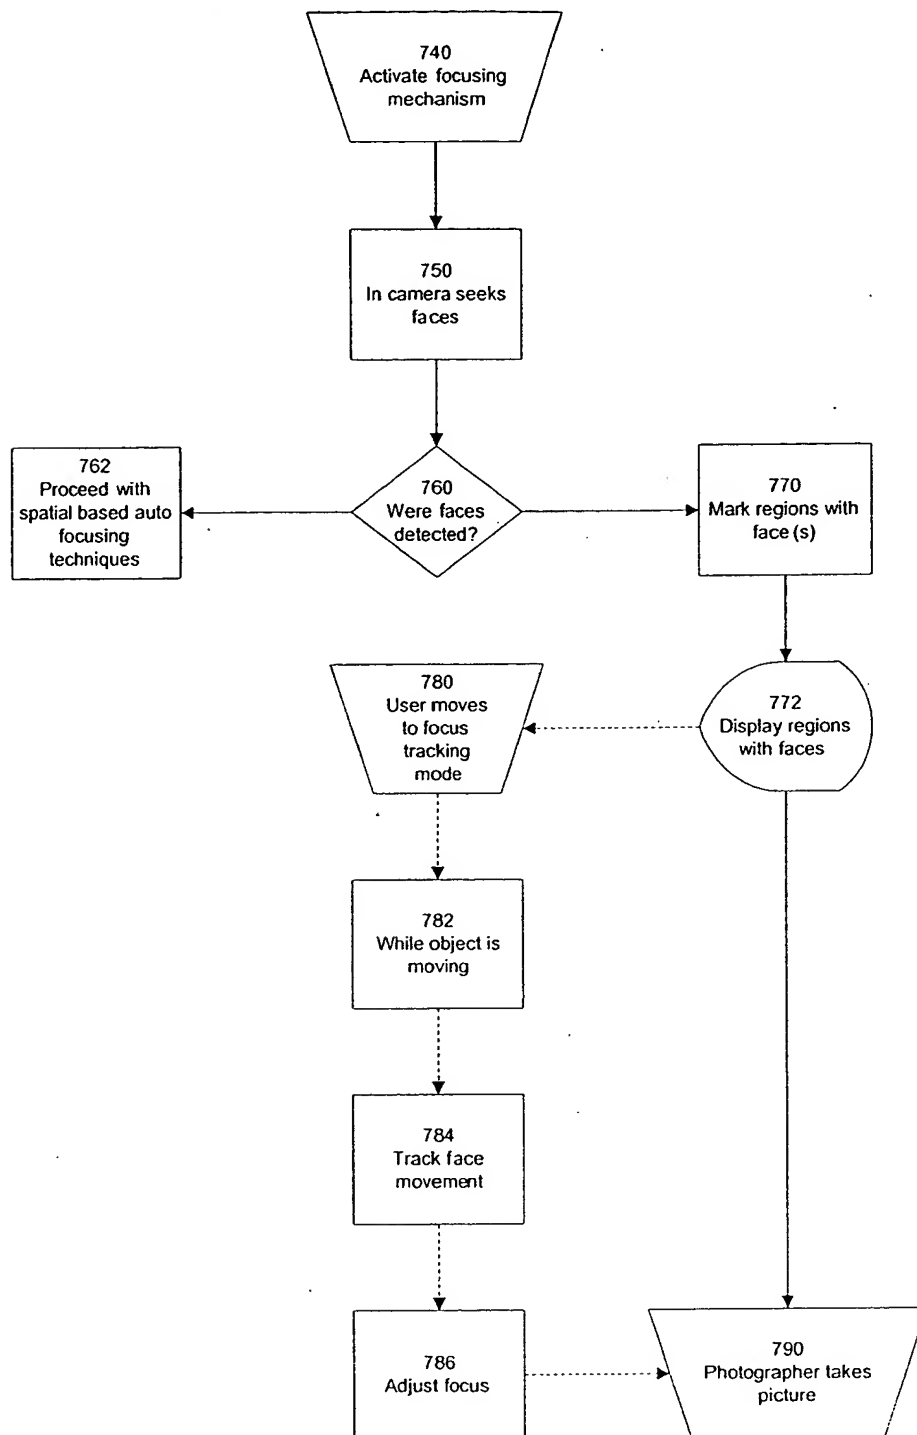 740
Activate focusing
mechanism
750
In camera seeks
faces
762
Proceed with
spatial based auto
focusing
techniques
760
Were faces
detected?
770
Mark regions with
face (s)
780
User moves
to focus
tracking
mode
772
Display regions
with faces
782
While object is
moving
784
Track face
movement
786
Adjust focus
790
Photographer takes
picture